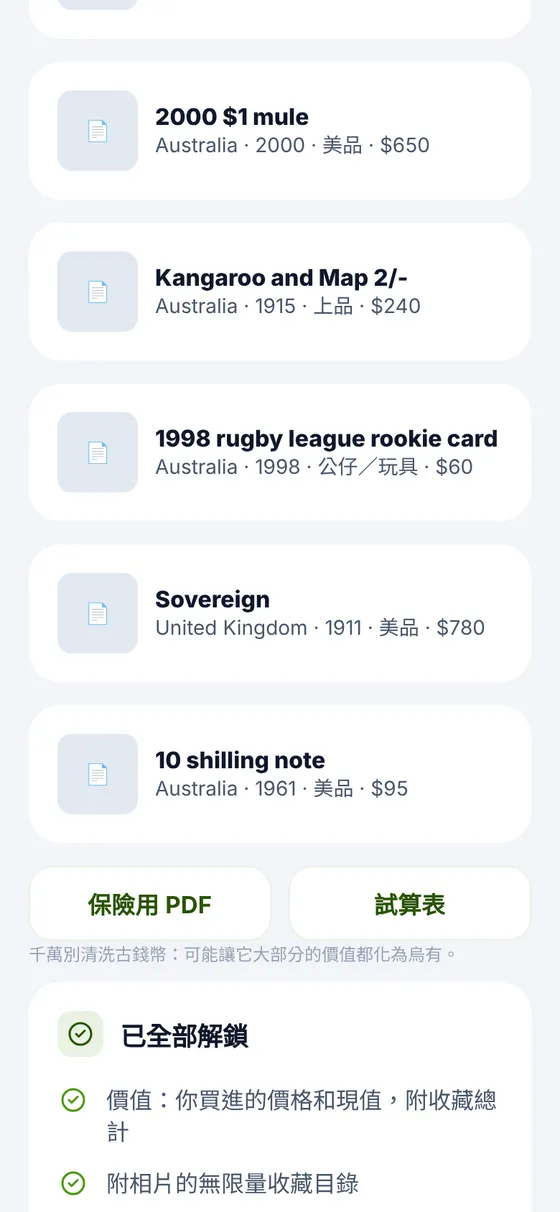 2000 $1 mule
Australia · 2000 · 美品 · $650
Kangaroo and Map 2/-
Australia · 1915 · 上品 · $240
1998 rugby league rookie card
Australia · 1998 · 公仔／玩具 · $60
Sovereign
United Kingdom · 1911 · 美品 · $780
10 shilling note
Australia · 1961 · 美品 · $95
保險用 PDF
試算表
千萬別清洗古錢幣：可能讓它大部分的價值都化為烏有。
已全部解鎖
價值：你買進的價格和現值，附收藏總
計
附相片的無限量收藏目錄